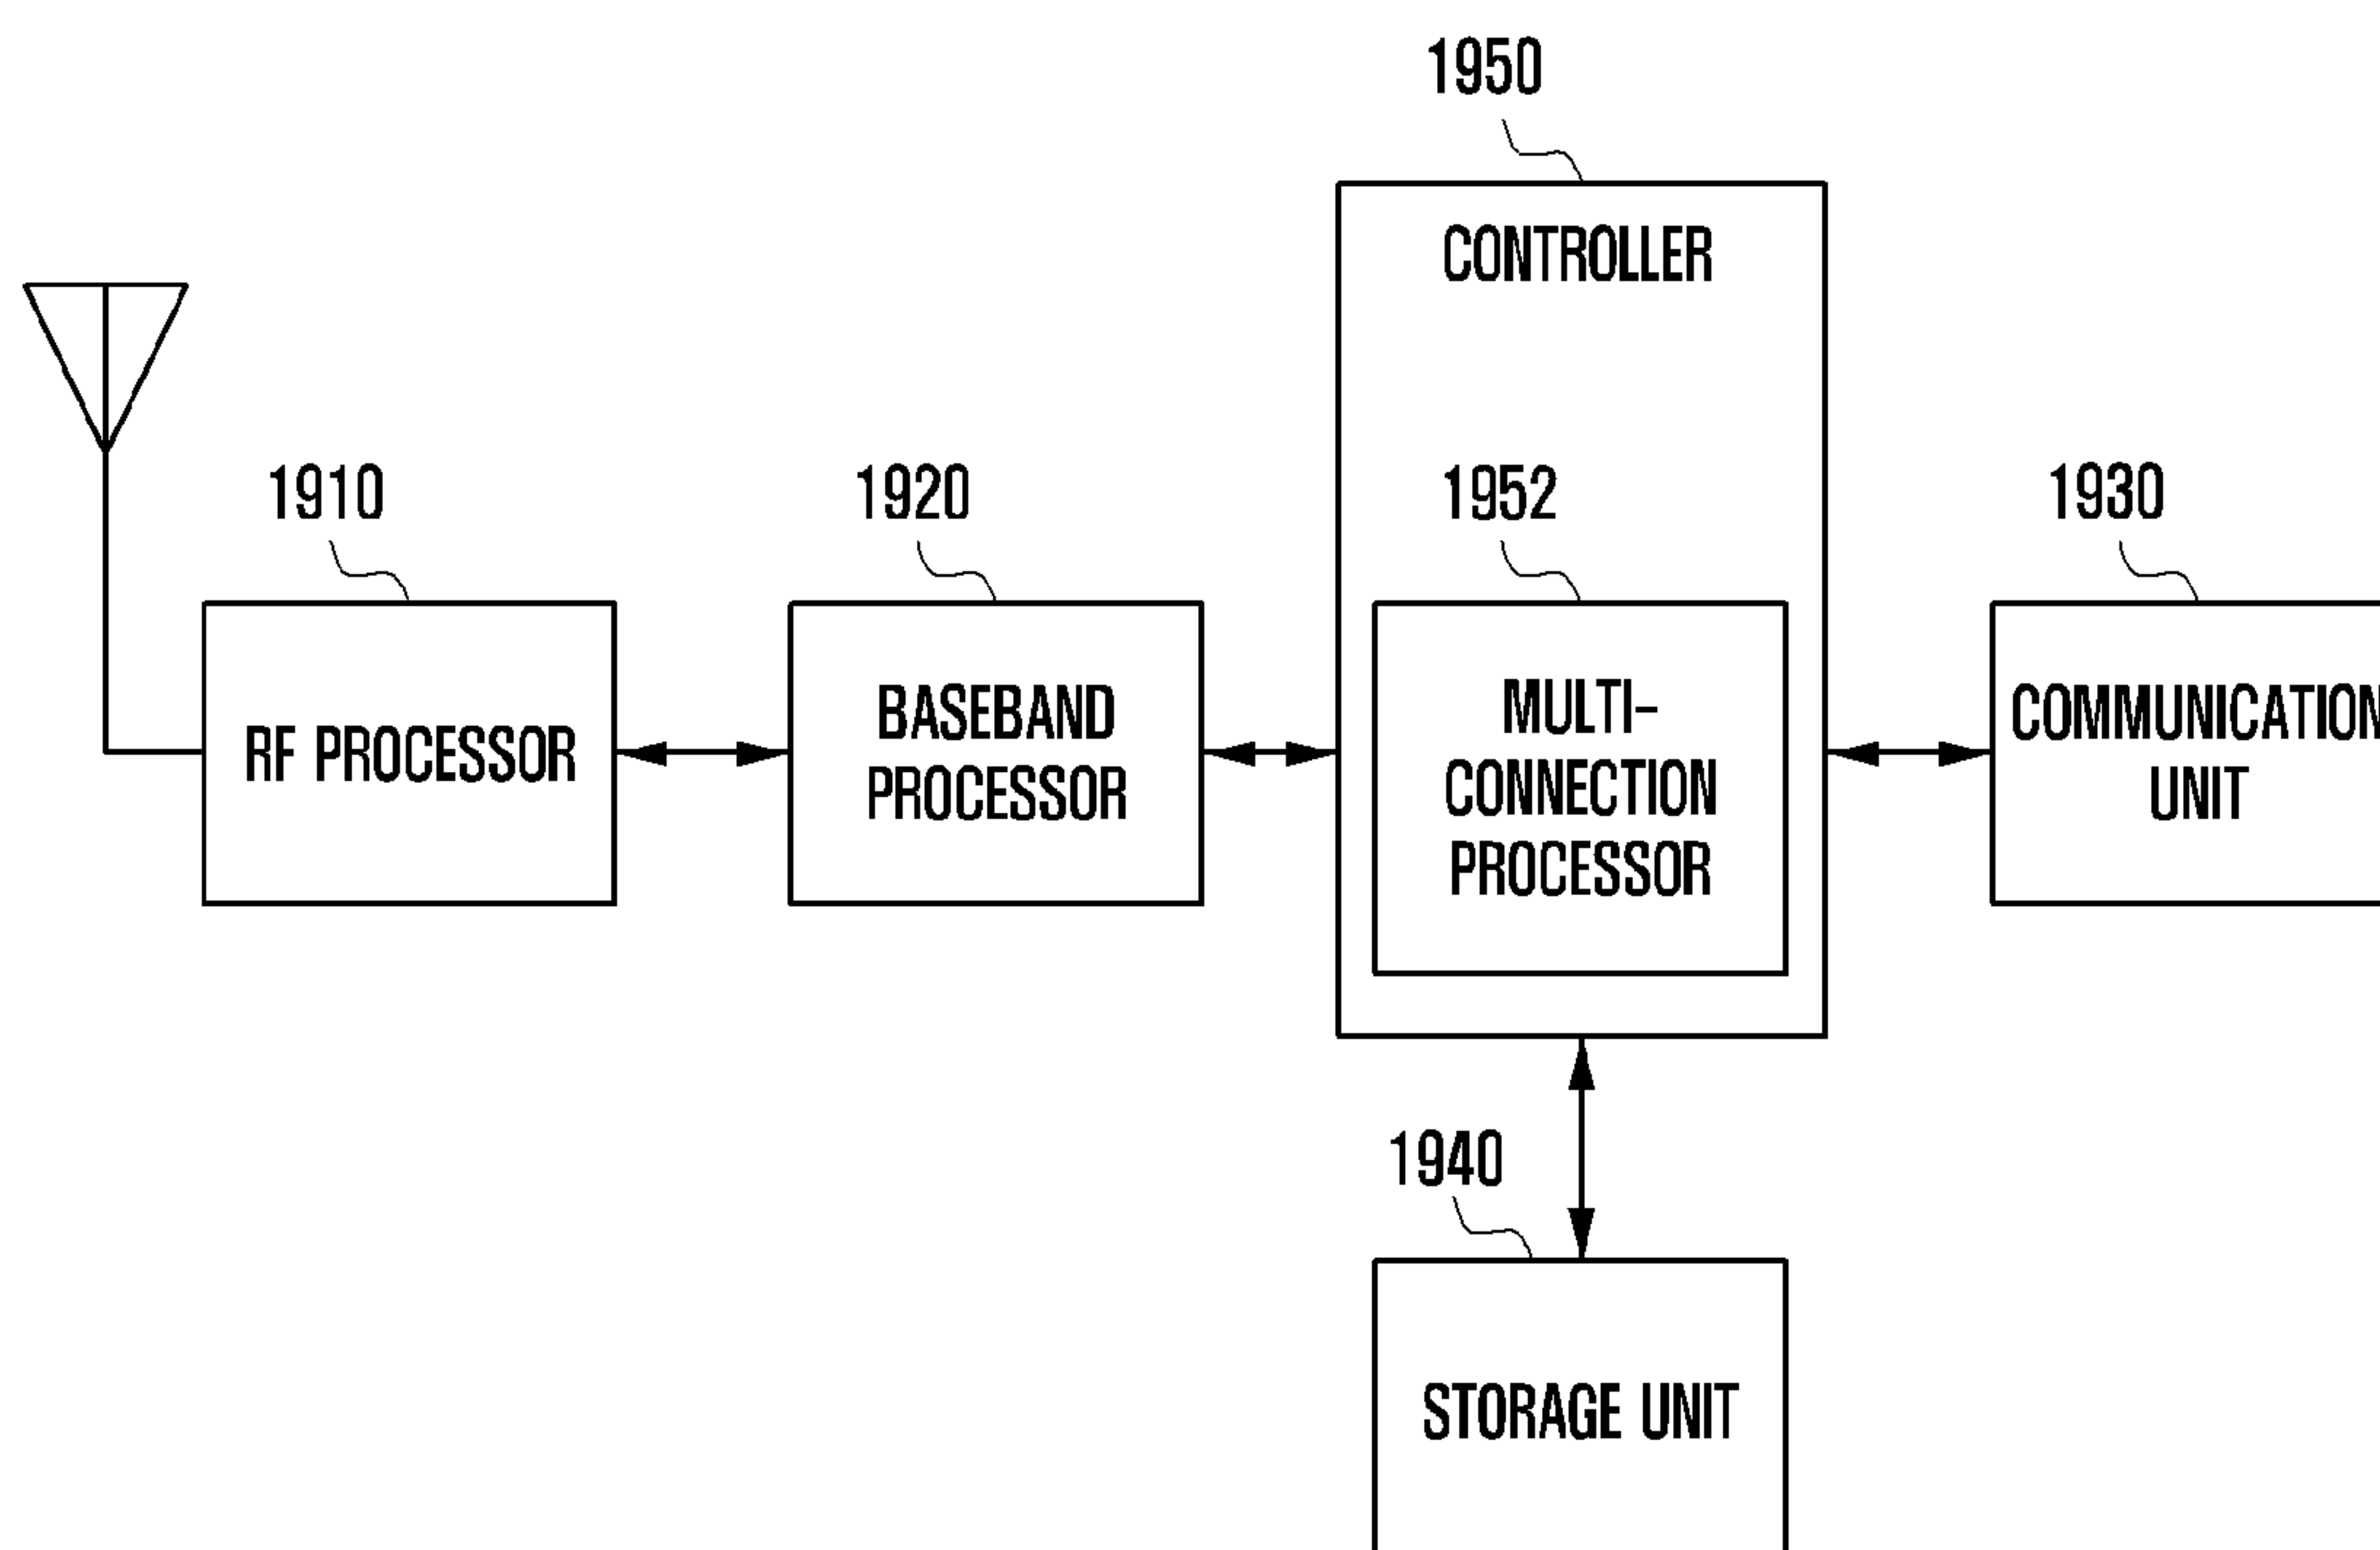 1950
CONTROLLER
1910
1920
1952
1930
RF PROCESSOR
BASEBAND
PROCESSOR
MULTI-
CONNECTION
PROCESSOR
COMMUNICATION
UNIT
1940
STORAGE UNIT